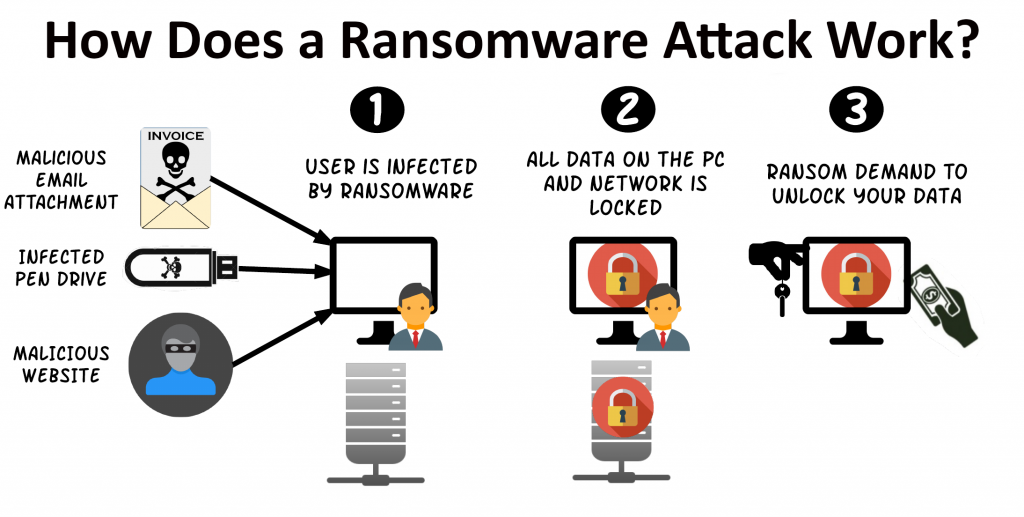 How Does a Ransomware Attack Work?
1
2
3
MALICIOUS
EMAIL
ATTACHMENT
INVOICE
INFECTED
PEN DRIVE
MALICIOUS
WEBSITE
USER IS INFECTED
BY RANSOMWARE
ALL DATA ON THE PC
AND NETWORK IS
LOCKED
RANSOM DEMAND TO
UNLOCK YOUR DATA
$